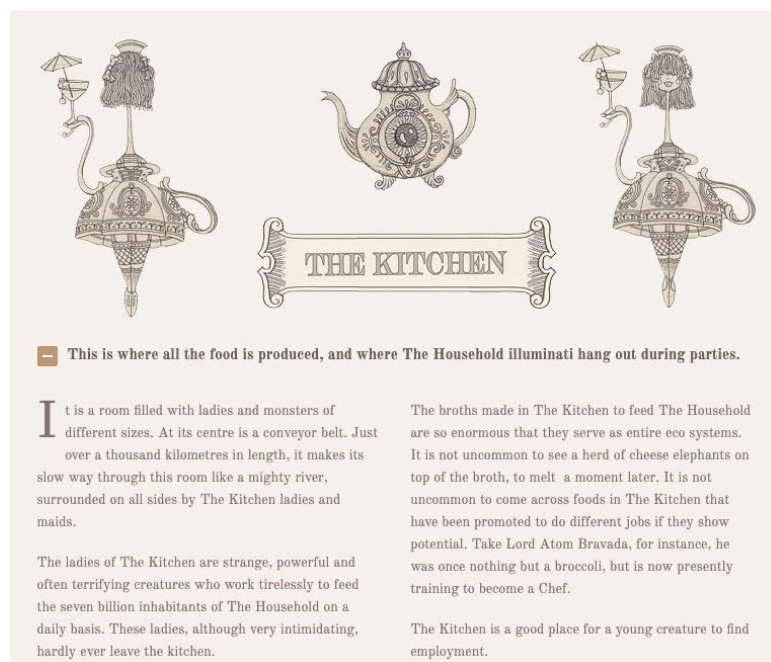 THE KITCHEN
This is where all the food is produced, and where The Household illuminati hang out during parties.
It is a room filled with ladies and monsters of
different sizes. At its centre is a conveyor belt. Just
over a thousand kilometres in length, it makes its
slow way through this room like a mighty river,
surrounded on all sides by The Kitchen ladies and
maids.
The ladies of The Kitchen are strange, powerful and
often terrifying creatures who work tirelessly to feed
the seven billion inhabitants of The Household on a
daily basis. These ladies, although very intimidating,
hardly ever leave the kitchen.
The broths made in The Kitchen to feed The Household
are so enormous that they serve as entire eco systems.
It is not uncommon to see a herd of cheese elephants on
top of the broth, to melt a moment later. It is not
uncommon to come across foods in The Kitchen that
have been promoted to do different jobs if they show
potential. Take Lord Atom Bravada, for instance, he
was once nothing but a broccoli, but is now presently
training to become a Chef.
The Kitchen is a good place for a young creature to find
employment.